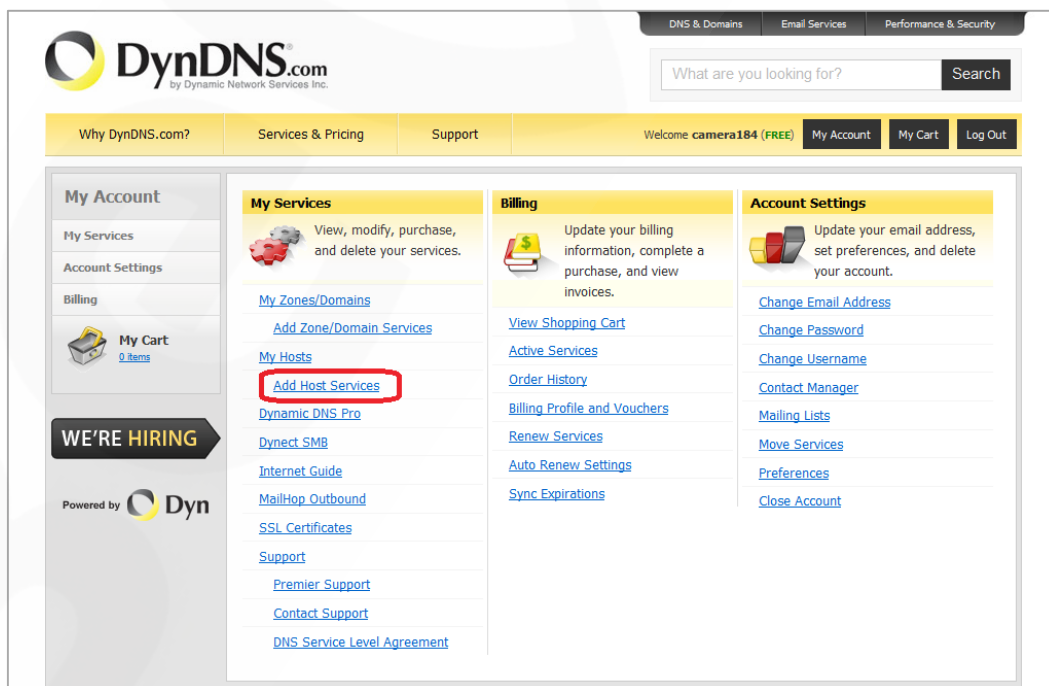 DNS & Domains
Email Services
Performance & Security
DynDNS.com
by Dynamic Network Services Inc.
What are you looking for?
Search
Why DynDNS.com?
Services & Pricing
Support
Welcome camera184 (FREE)
My Account
My Cart
Log Out
My Account
My Services
Account Settings
Billing
My Cart
0 items
WE'RE HIRING
Powered by Dyn
My Services
View, modify, purchase,
and delete your services.
My Zones/Domains
Add Zone/Domain Services
My Hosts
Add Host Services
Dynamic DNS Pro
Dynect SMB
Internet Guide
MailHop Outbound
SSL Certificates
Support
Premier Support
Contact Support
DNS Service Level Agreement
Billing
Update your billing
information, complete a
purchase, and view
invoices.
View Shopping Cart
Active Services
Order History
Billing Profile and Vouchers
Renew Services
Auto Renew Settings
Sync Expirations
Account Settings
Update your email address,
set preferences, and delete
your account.
Change Email Address
Change Password
Change Username
Contact Manager
Mailing Lists
Move Services
Preferences
Close Account